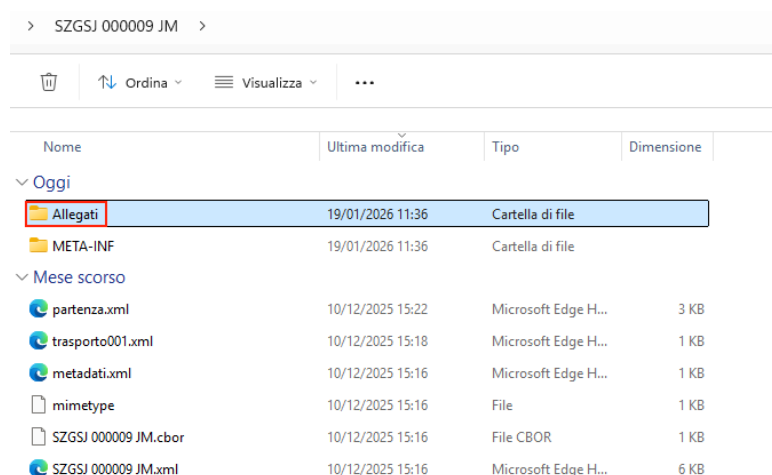 SZGSJ 000009 JM
Ordina Visualizza ...
Nome Ultima modifica Tipo Dimensione
Oggi
Allegati 19/01/2026 11:36 Cartella di file
META-INF 19/01/2026 11:36 Cartella di file
Mese scorso
partenza.xml 10/12/2025 15:22 Microsoft Edge H... 3 KB
trasporto001.xml 10/12/2025 15:18 Microsoft Edge H... 1 KB
metadati.xml 10/12/2025 15:16 Microsoft Edge H... 1 KB
mimetype 10/12/2025 15:16 File 1 KB
SZGSJ 000009 JM.cbor 10/12/2025 15:16 File CBOR 1 KB
SZGSJ 000009 JM.xml 10/12/2025 15:16 Microsoft Edge H... 6 KB